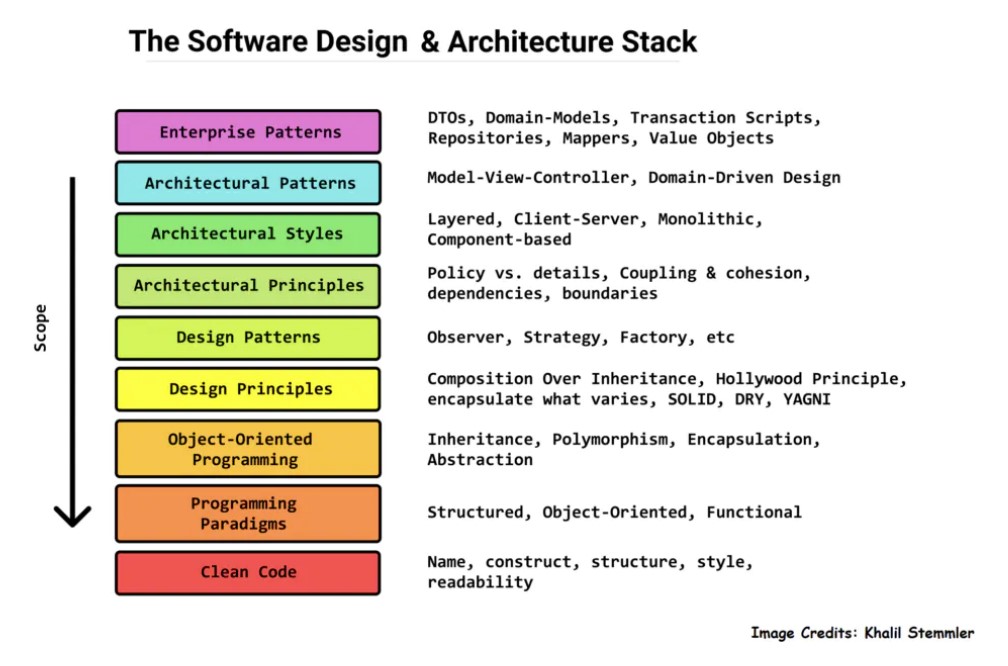 The Software Design & Architecture Stack
Enterprise Patterns
DTOs, Domain-Models, Transaction Scripts,
Repositories, Mappers, Value Objects
Architectural Patterns
Model-View-Controller, Domain-Driven Design
Architectural Styles
Layered, Client-Server, Monolithic,
Component-based
Architectural Principles
Policy vs. details, Coupling & cohesion,
dependencies, boundaries
Scope
Design Patterns
Observer, Strategy, Factory, etc
Design Principles
Composition Over Inheritance, Hollywood Principle,
encapsulate what varies, SOLID, DRY, YAGNI
Object-Oriented
Programming
Inheritance, Polymorphism, Encapsulation,
Abstraction
Programming
Paradigms
Structured, Object-Oriented, Functional
Clean Code
Name, construct, structure, style,
readability
Image Credits: Khalil Stemmler